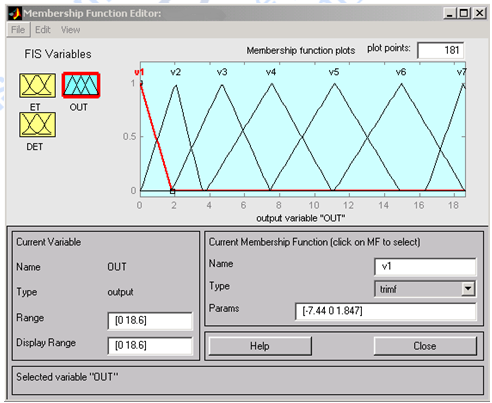 Membership Function Editor:
File Edit View
FIS Variables
Membership function plots plot points: 181
ET OUT
DET
v1 v2 v3 v4 v5 v6 v7
1
0.5
0
0 2 4 6 8 10 12 14 16 18
output variable "OUT"
Current Variable
Name OUT
Type output
Range [0 18.6]
Display Range [0 18.6]
Current Membership Function (click on MF to select)
Name v1
Type trimf
Params [-7.44 0 1.847]
Help Close
Selected variable "OUT"